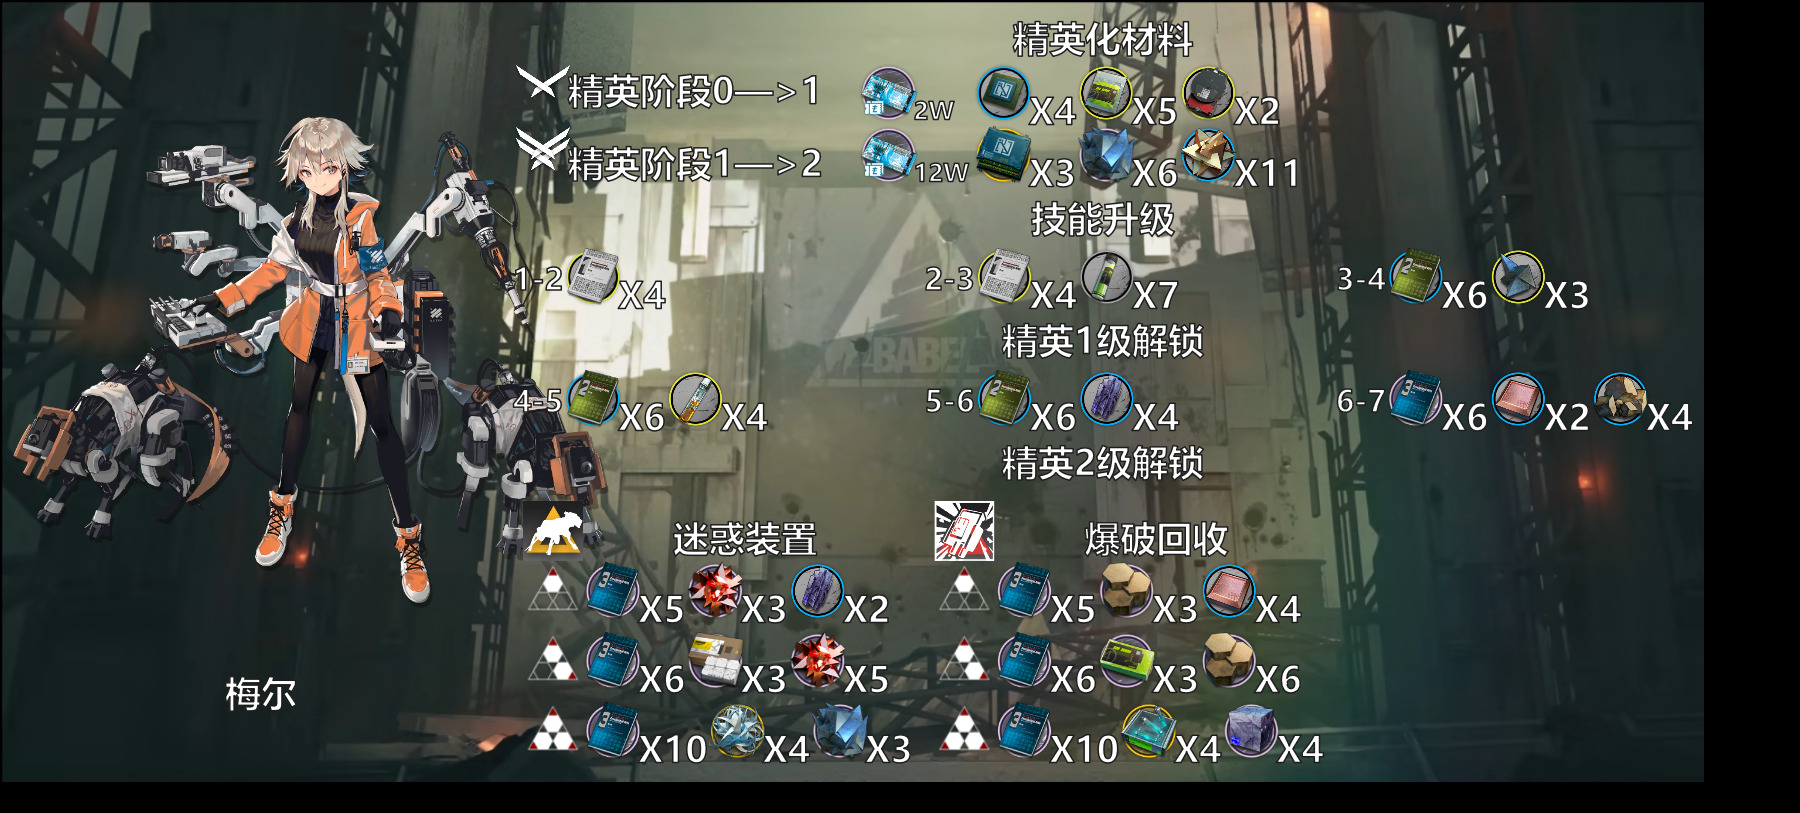 精英化材料
精英阶段0—>1 2W X4 X5 X2
精英阶段1—>2 12W X3 X6 X11
技能升级
1-2 X4 2-3 X4 X7 3-4 X6 X3
精英1级解锁
BABEL
4-5 X6 X4 5-6 X6 X4 6-7 X6 X2 X4
精英2级解锁
迷惑装置 爆破回收
X5 X3 X2 X5 X3 X4
X6 X3 X5 X6 X3 X6
梅尔
X10 X4 X3 X10 X4 X4